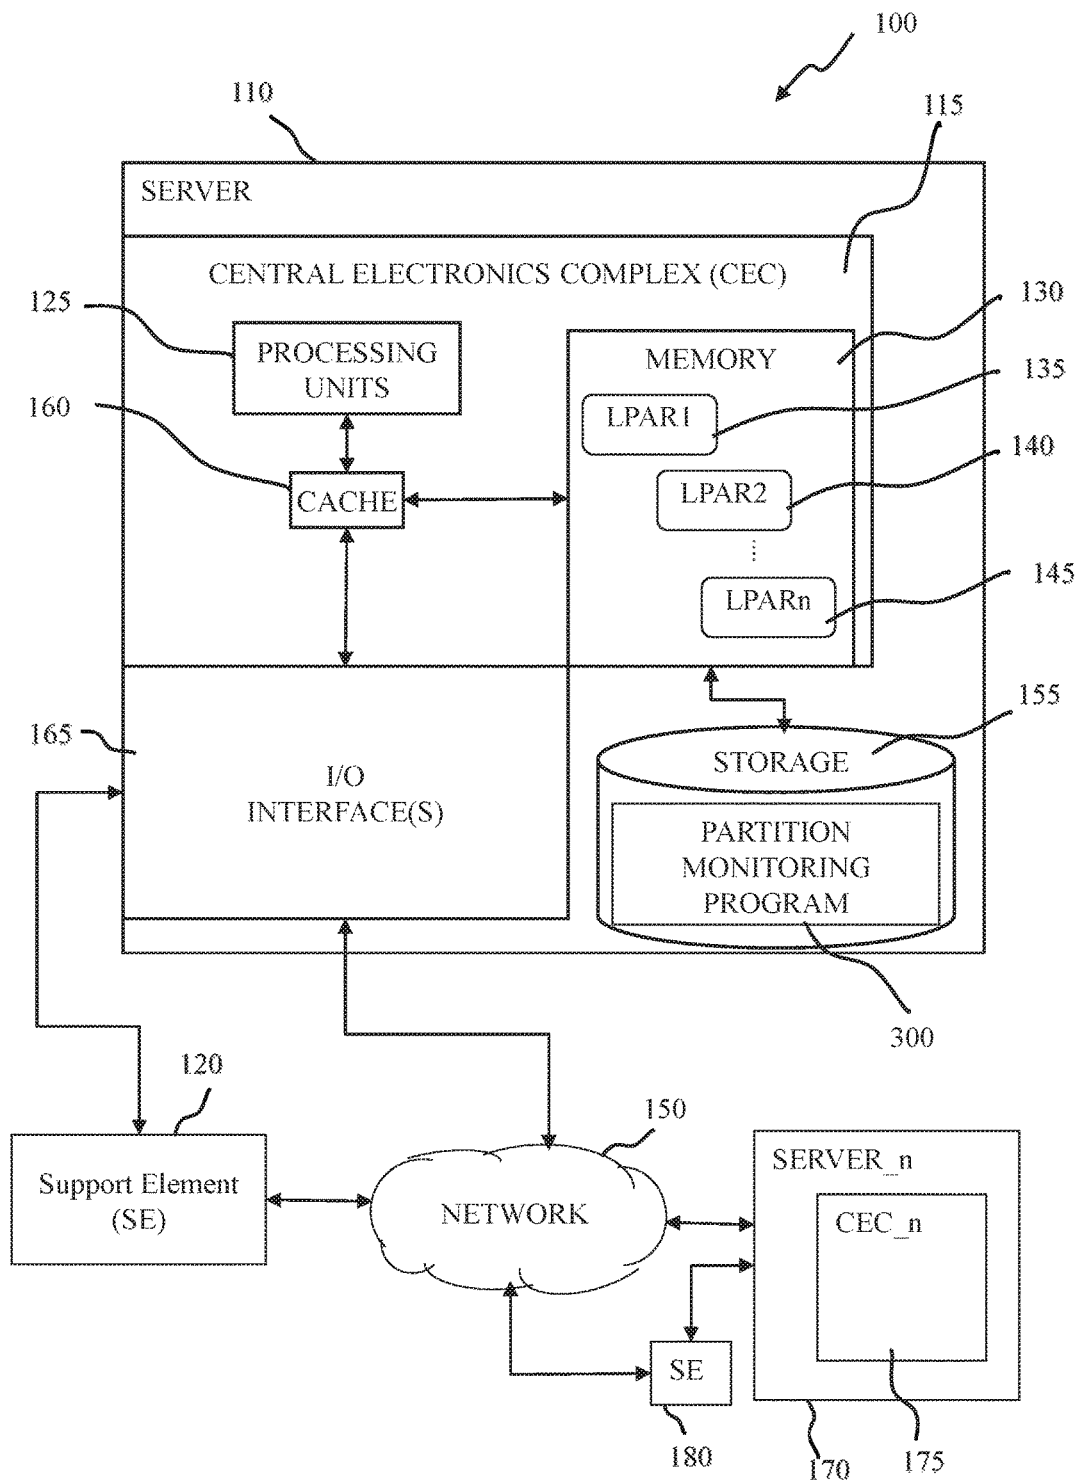 100
110
115
SERVER
CENTRAL ELECTRONICS COMPLEX (CEC)
125
130
PROCESSING
UNITS
MEMORY
135
160
LPAR1
140
CACHE
LPAR2
145
LPARn
155
165
STORAGE
I/O
INTERFACE(S)
PARTITION
MONITORING
PROGRAM
300
120
150
SERVER_n
Support Element
(SE)
NETWORK
CEC_n
SE
180
170
175